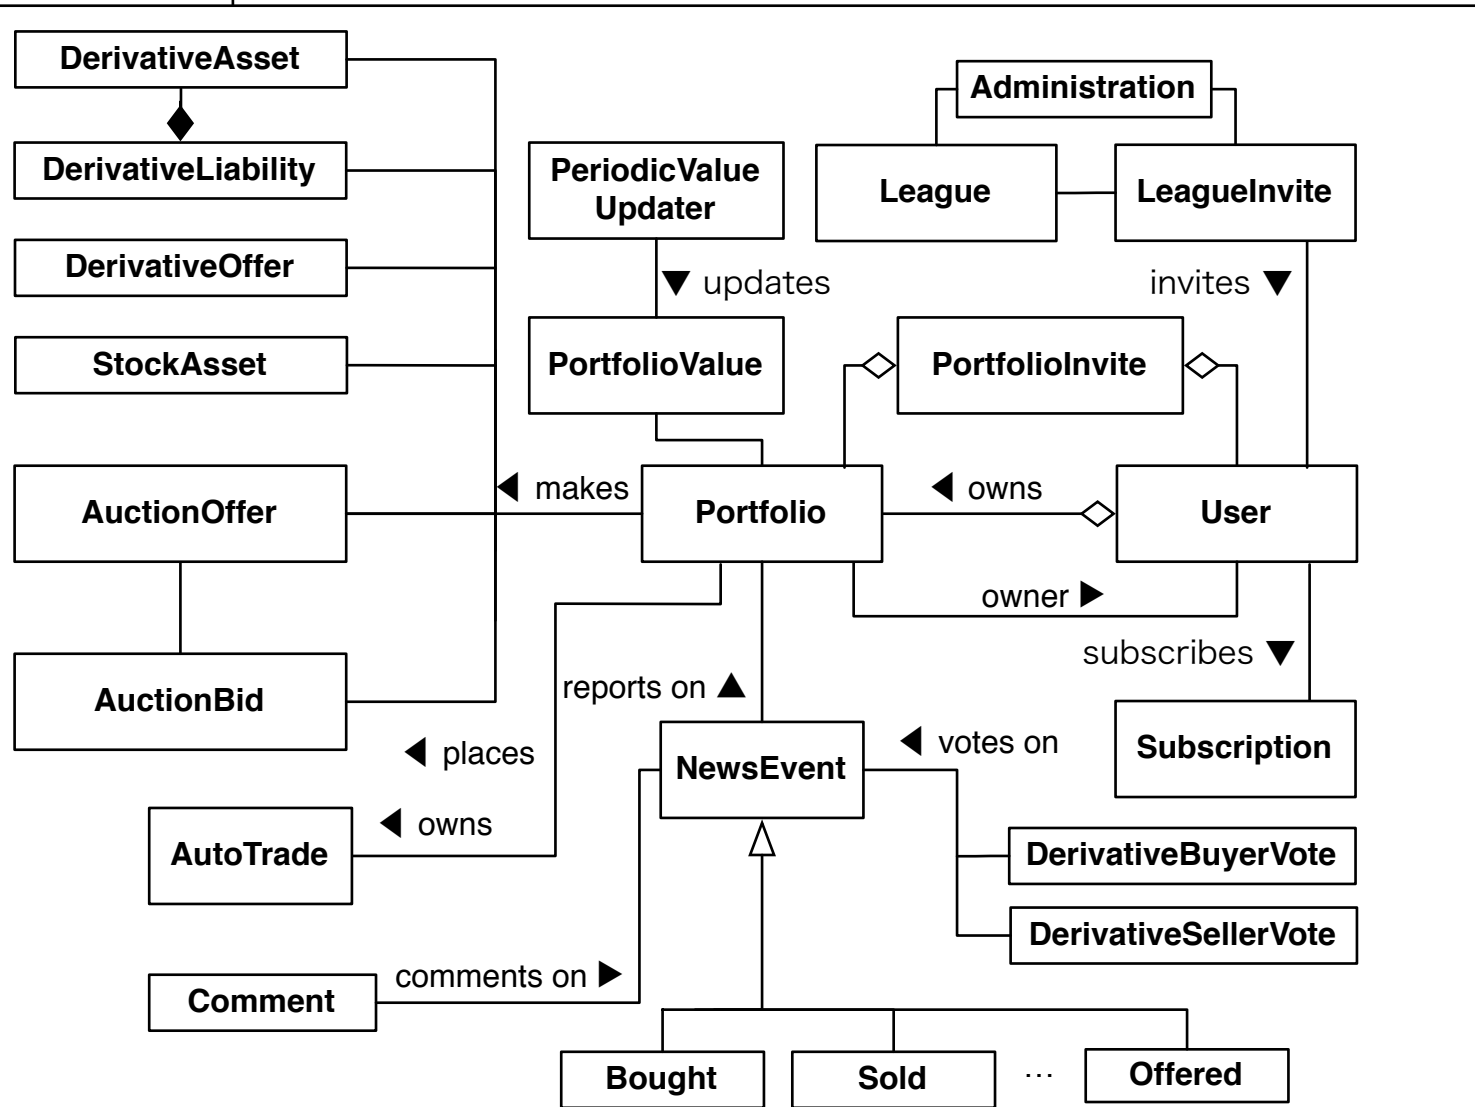 DerivativeAsset
Administration
DerivativeLiability
PeriodicValue
Updater
League
LeagueInvite
DerivativeOffer
▼ updates
invites ▼
StockAsset
PortfolioValue
PortfolioInvite
AuctionOffer
◀ makes
Portfolio
◀ owns
User
owner ▶
subscribes ▼
AuctionBid
reports on ▲
◀ places
NewsEvent
◀ votes on
Subscription
◀ owns
AutoTrade
DerivativeBuyerVote
DerivativeSellerVote
comments on ▶
Comment
Bought
Sold
...
Offered